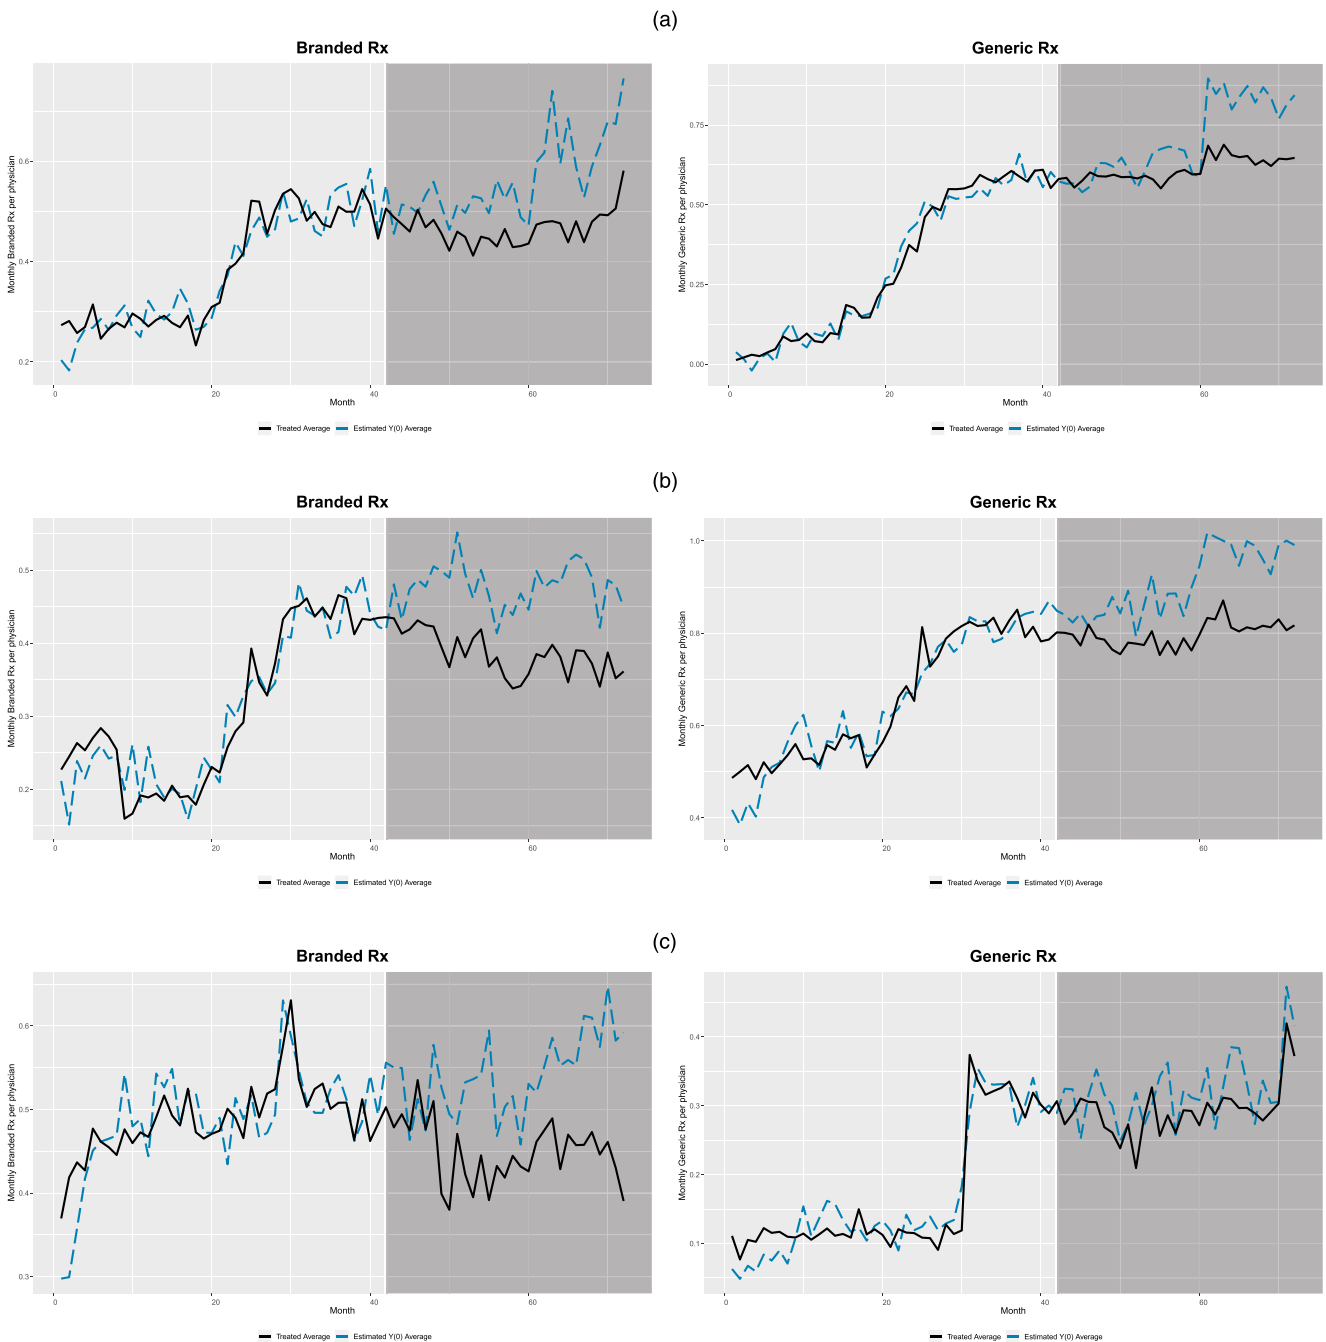 (a)
Branded Rx
Monthly Branded Rx per physician
0.6
0.4
0.2
0 20 40 60
Month
Treated Average Estimated Y(0) Average
Generic Rx
Monthly Generic Rx per physician
0.75
0.50
0.25
0.00
0 20 40 60
Month
Treated Average Estimated Y(0) Average
(b)
Branded Rx
Monthly Branded Rx per physician
0.5
0.4
0.3
0.2
0 20 40 60
Month
Treated Average Estimated Y(0) Average
Generic Rx
Monthly Generic Rx per physician
1.0
0.8
0.6
0.4
0 20 40 60
Month
Treated Average Estimated Y(0) Average
(c)
Branded Rx
Monthly Branded Rx per physician
0.6
0.5
0.4
0.3
0 20 40 60
Month
Treated Average Estimated Y(0) Average
Generic Rx
Monthly Generic Rx per physician
0.4
0.3
0.2
0.1
0 20 40 60
Month
Treated Average Estimated Y(0) Average